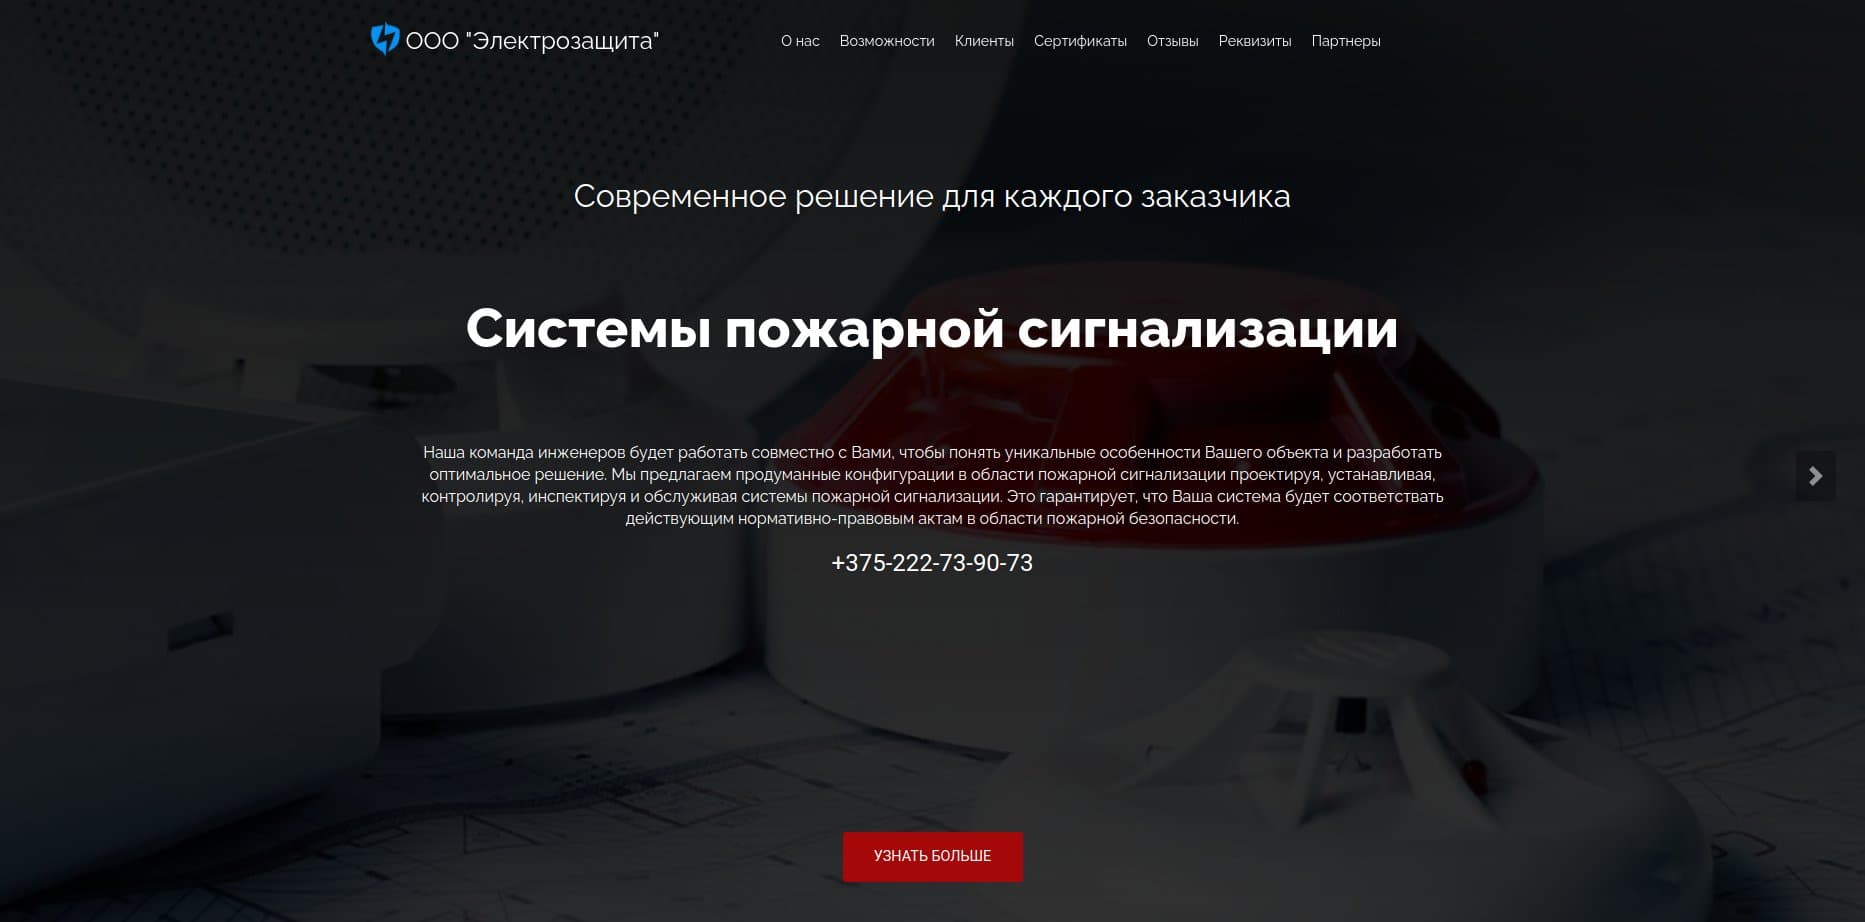 ООО "Электрозащита"
О нас Возможности Клиенты Сертификаты Отзывы Реквизиты Партнеры
Современное решение для каждого заказчика
Системы пожарной сигнализации
Наша команда инженеров будет работать совместно с Вами, чтобы понять уникальные особенности Вашего объекта и разработать
оптимальное решение. Мы предлагаем продуманные конфигурации в области пожарной сигнализации проектируя, устанавливая,
контролируя, инспектируя и обслуживая системы пожарной сигнализации. Это гарантирует, что Ваша система будет соответствовать
действующим нормативно-правовым актам в области пожарной безопасности.
+375-222-73-90-73
УЗНАТЬ БОЛЬШЕ